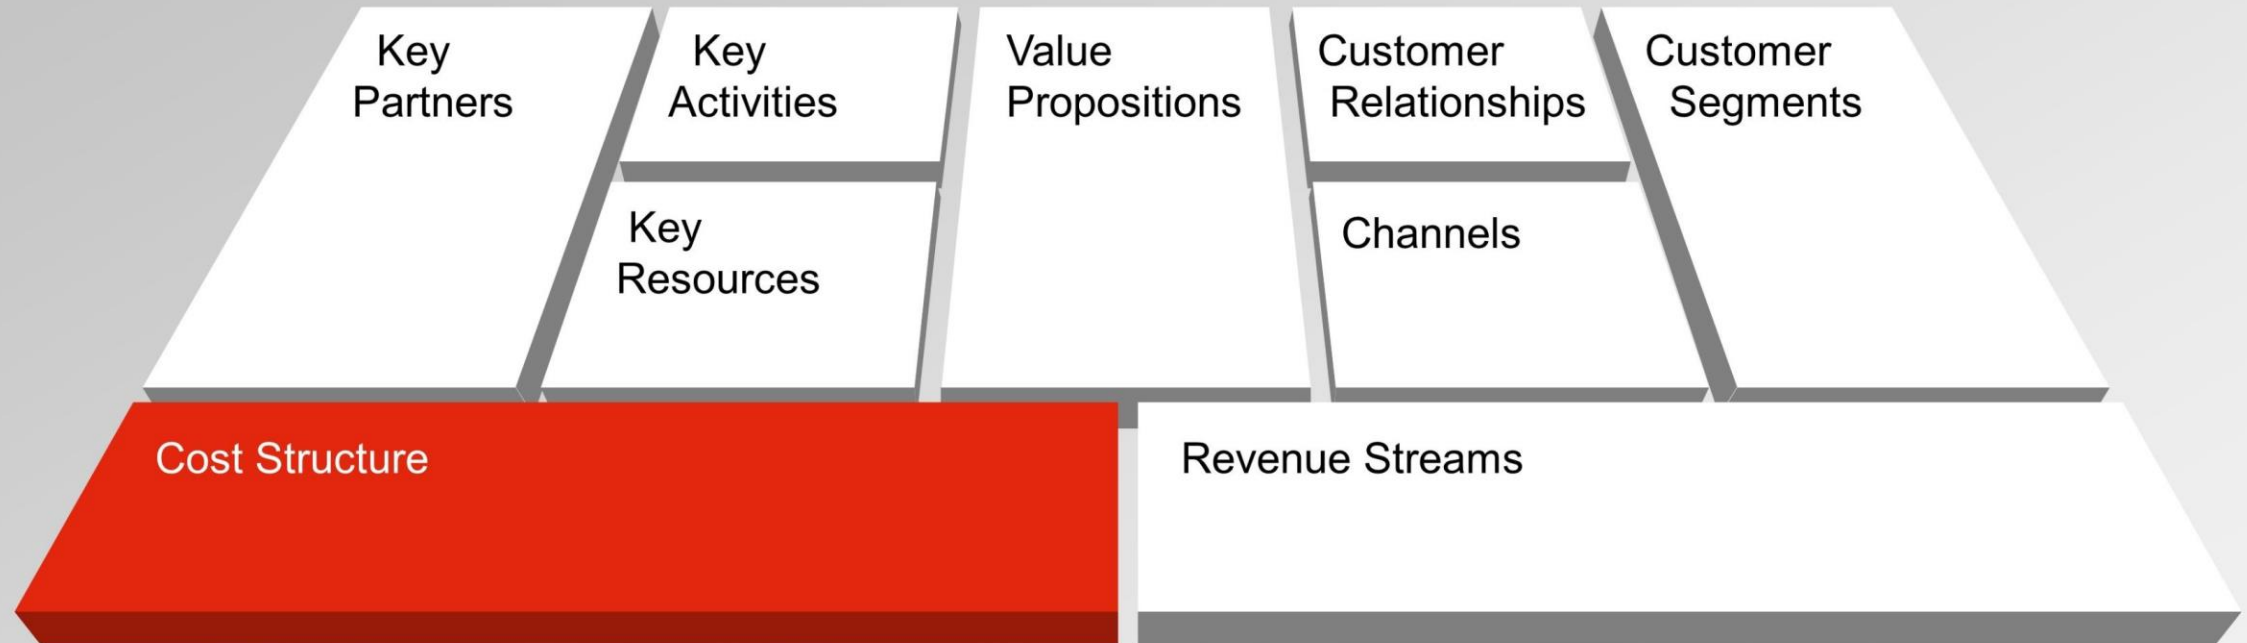 Key
Partners
Key
Activities
Key
Resources
Value
Propositions
Customer
Relationships
Channels
Customer
Segments
Cost Structure
Revenue Streams